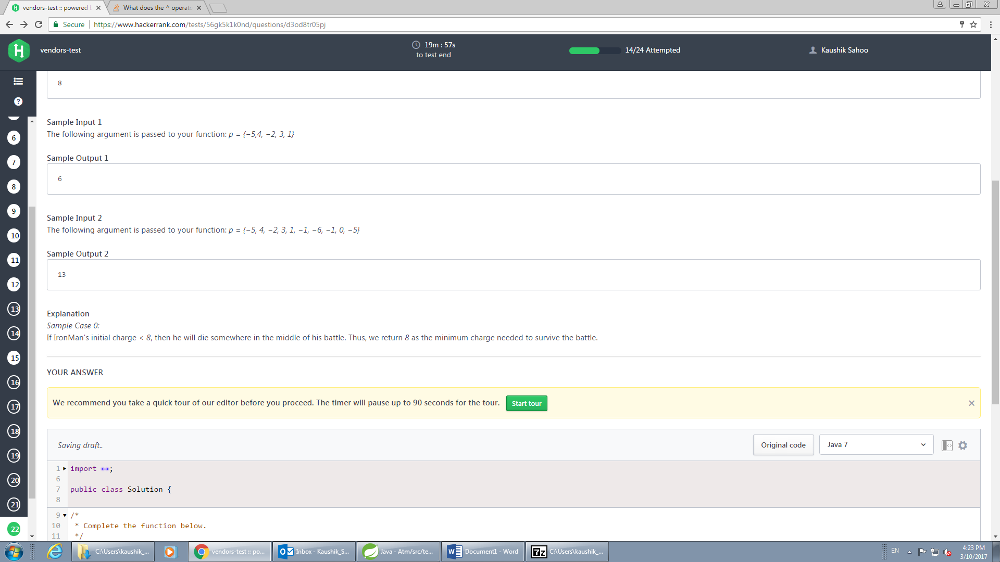 vendors-test :: powered
What does the ^ operato
Secure
https://www.hackerrank.com/tests/56gk5k1k0nd/questions/d3od8tr05pj
vendors-test
19m : 57s
to test end
14/24 Attempted
Kaushik Sahoo
8
Sample Input 1
The following argument is passed to your function: p = {−5,4, −2, 3, 1}
Sample Output 1
6
Sample Input 2
The following argument is passed to your function: p = {−5, 4, −2, 3, 1, −1, −6, −1, 0, −5}
Sample Output 2
13
Explanation
Sample Case 0:
If IronMan's initial charge < 8, then he will die somewhere in the middle of his battle. Thus, we return 8 as the minimum charge needed to survive the battle.
YOUR ANSWER
We recommend you take a quick tour of our editor before you proceed. The timer will pause up to 90 seconds for the tour.
Start tour
Saving draft..
Original code
Java 7
1 import ↔;
6
7 public class Solution {
8
9 /*
10 * Complete the function below.
11 */
?
6
7
8
9
10
11
12
13
14
15
16
17
18
19
20
21
22
C:\Users\kaushik_...
vendors-test :: po...
Inbox - Kaushik_S...
Java - Atm/src/te...
Document1 - Word
C:\Users\kaushik_...
EN
4:23 PM
3/10/2017